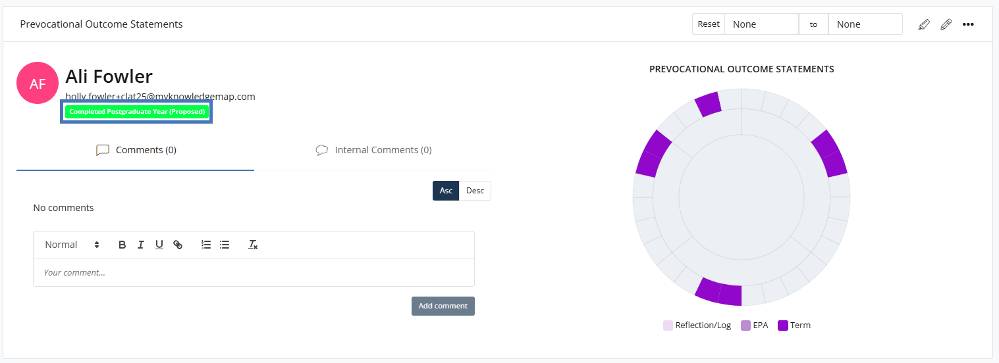 Prevocational Outcome Statements
Reset None to None
AF
Ali Fowler
holly.fowler+clat25@myknowledgemap.com
Completed Postgraduate Year (Proposed)
Comments (0)
Internal Comments (0)
Asc Desc
No comments
Normal B I U
Your comment...
Add comment
PREVOCATIONAL OUTCOME STATEMENTS
Reflection/Log EPA Term